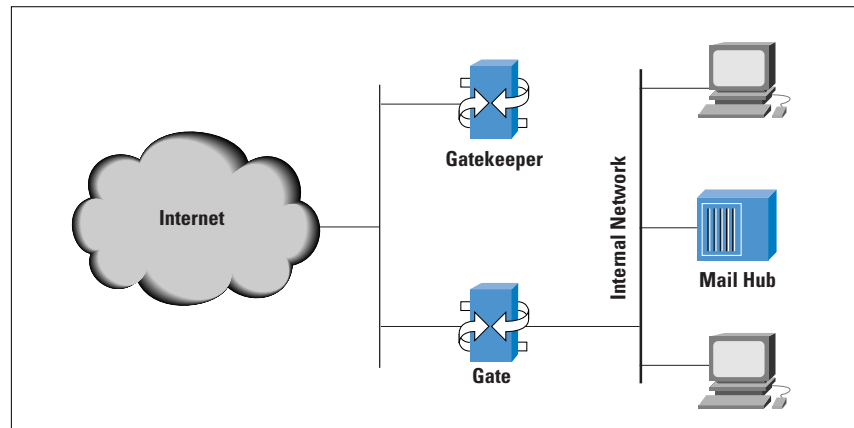 Internet
Gatekeeper
Gate
Internal Network
Mail Hub